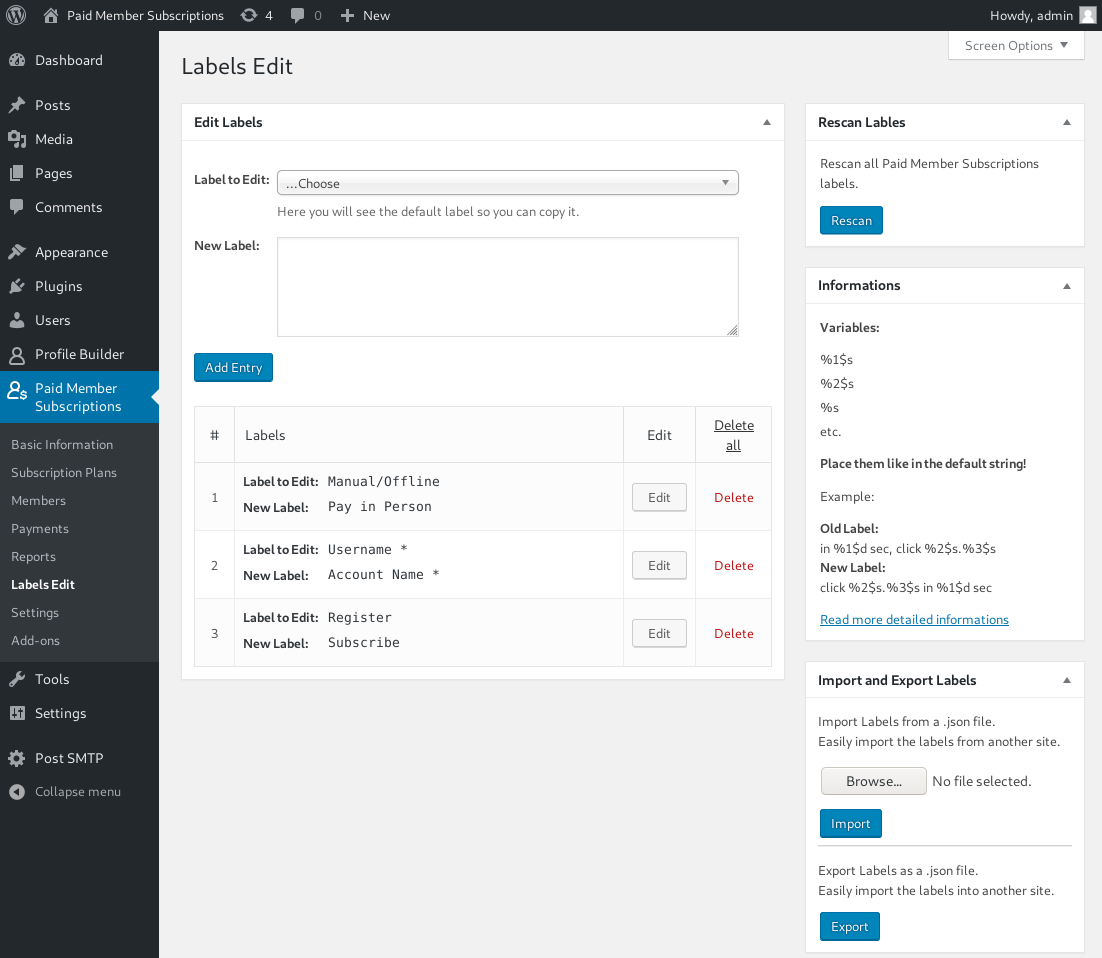 Paid Member Subscriptions 4 0 New Howdy, admin
Screen Options
Dashboard
Posts
Media
Pages
Comments
Appearance
Plugins
Users
Profile Builder
Paid Member
Subscriptions
Basic Information
Subscription Plans
Members
Payments
Reports
Labels Edit
Settings
Add-ons
Tools
Settings
Post SMTP
Collapse menu
Labels Edit
Edit Labels
Label to Edit: ...Choose
Here you will see the default label so you can copy it.
New Label:
Add Entry
# Labels Edit Delete
all
1 Label to Edit: Manual/Offline Edit Delete
New Label: Pay in Person
2 Label to Edit: Username * Edit Delete
New Label: Account Name *
3 Label to Edit: Register Edit Delete
New Label: Subscribe
Rescan Lables
Rescan all Paid Member Subscriptions
labels.
Rescan
Informations
Variables:
%1$s
%2$s
%s
etc.
Place them like in the default string!
Example:
Old Label:
in %1$d sec, click %2$s.%3$s
New Label:
click %2$s.%3$s in %1$d sec
Read more detailed informations
Import and Export Labels
Import Labels from a .json file.
Easily import the labels from another site.
Browse... No file selected.
Import
Export Labels as a .json file.
Easily import the labels into another site.
Export